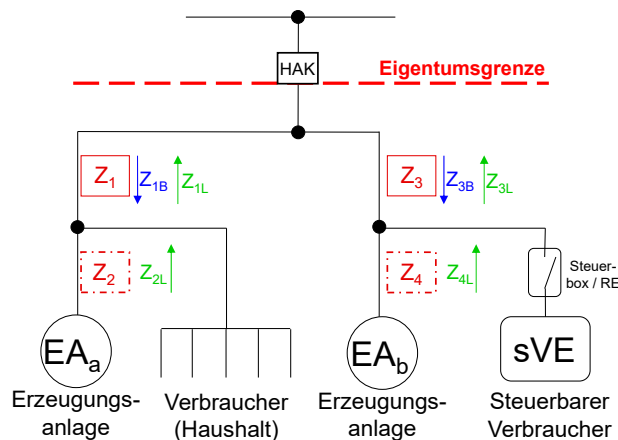 HAK
Eigentumsgrenze
Z1 Z1B Z1L
Z3 Z3B Z3L
Z2 Z2L
Z4 Z4L
Steuer-
box / RE
EAa
EAb
sVE
Erzeugungs-
anlage
Verbraucher
(Haushalt)
Erzeugungs-
anlage
Steuerbarer
Verbraucher